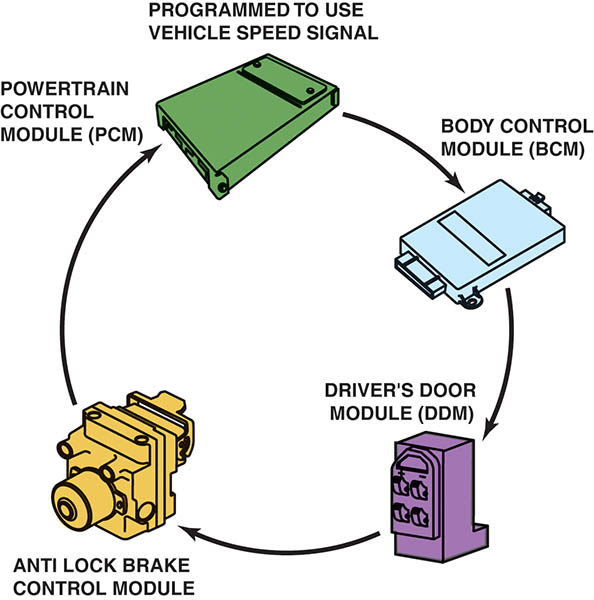 PROGRAMMED TO USE
VEHICLE SPEED SIGNAL
POWERTRAIN
CONTROL
MODULE (PCM)
BODY CONTROL
MODULE (BCM)
DRIVER'S DOOR
MODULE (DDM)
ANTI LOCK BRAKE
CONTROL MODULE